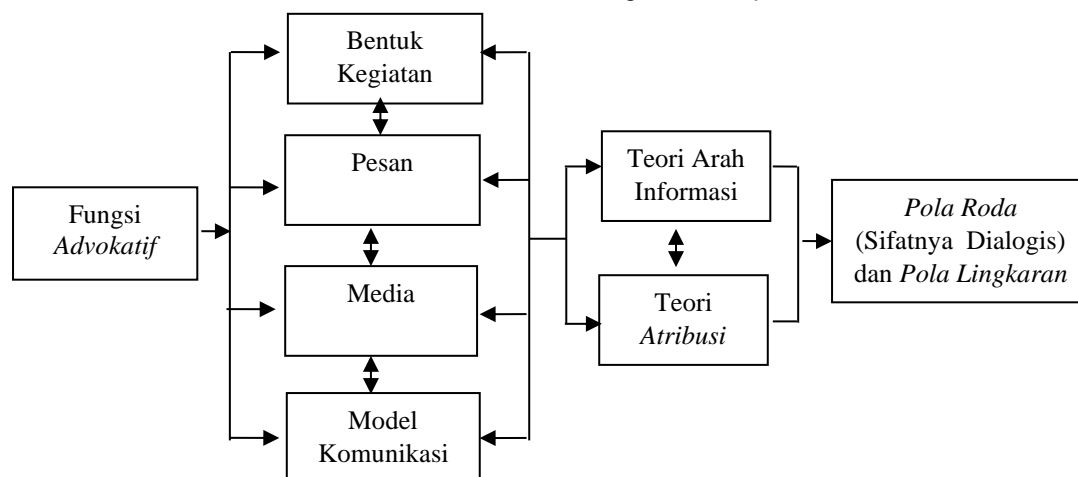 Bentuk
Kegiatan
Pesan
Media
Model
Komunikasi
Fungsi
Advokatif
Teori Arah
Informasi
Teori
Atribusi
Pola Roda
(Sifatnya Dialogis)
dan Pola Lingkaran